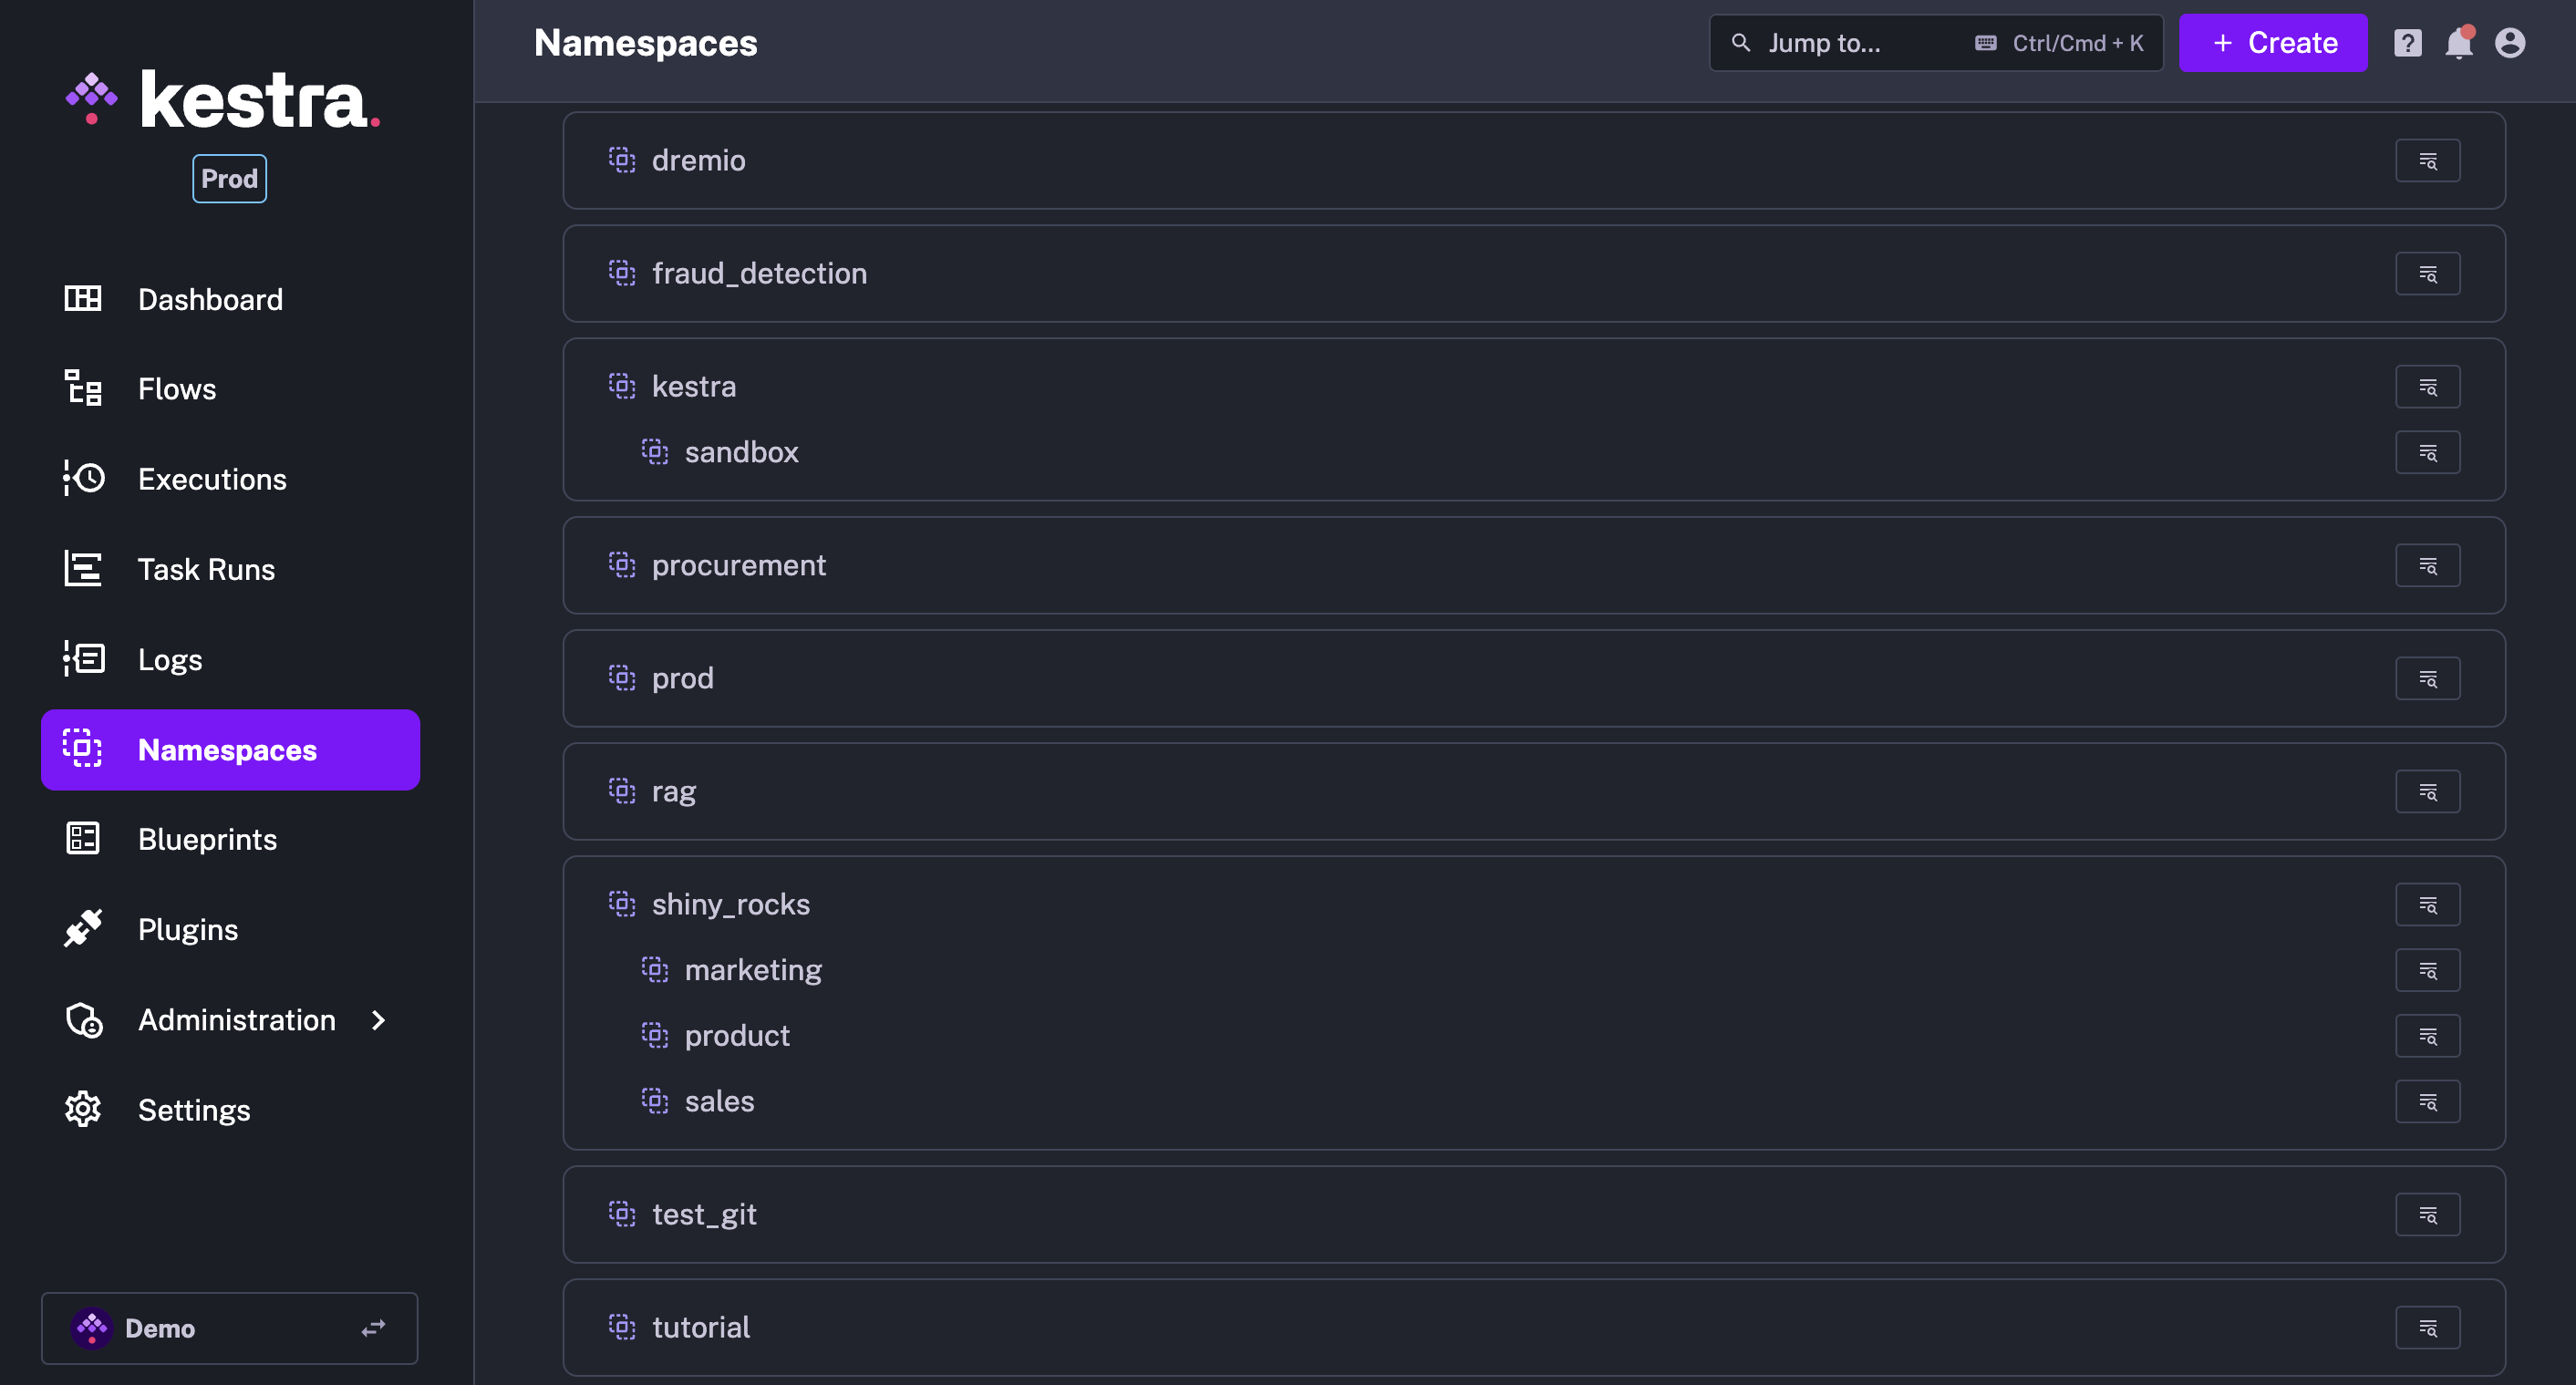 kestra.
Prod
Dashboard
Flows
Executions
Task Runs
Logs
Namespaces
Blueprints
Plugins
Administration
Settings
Demo
Namespaces
Jump to...
Ctrl/Cmd + K
+ Create
?
dremio
fraud_detection
kestra
sandbox
procurement
prod
rag
shiny_rocks
marketing
product
sales
test_git
tutorial